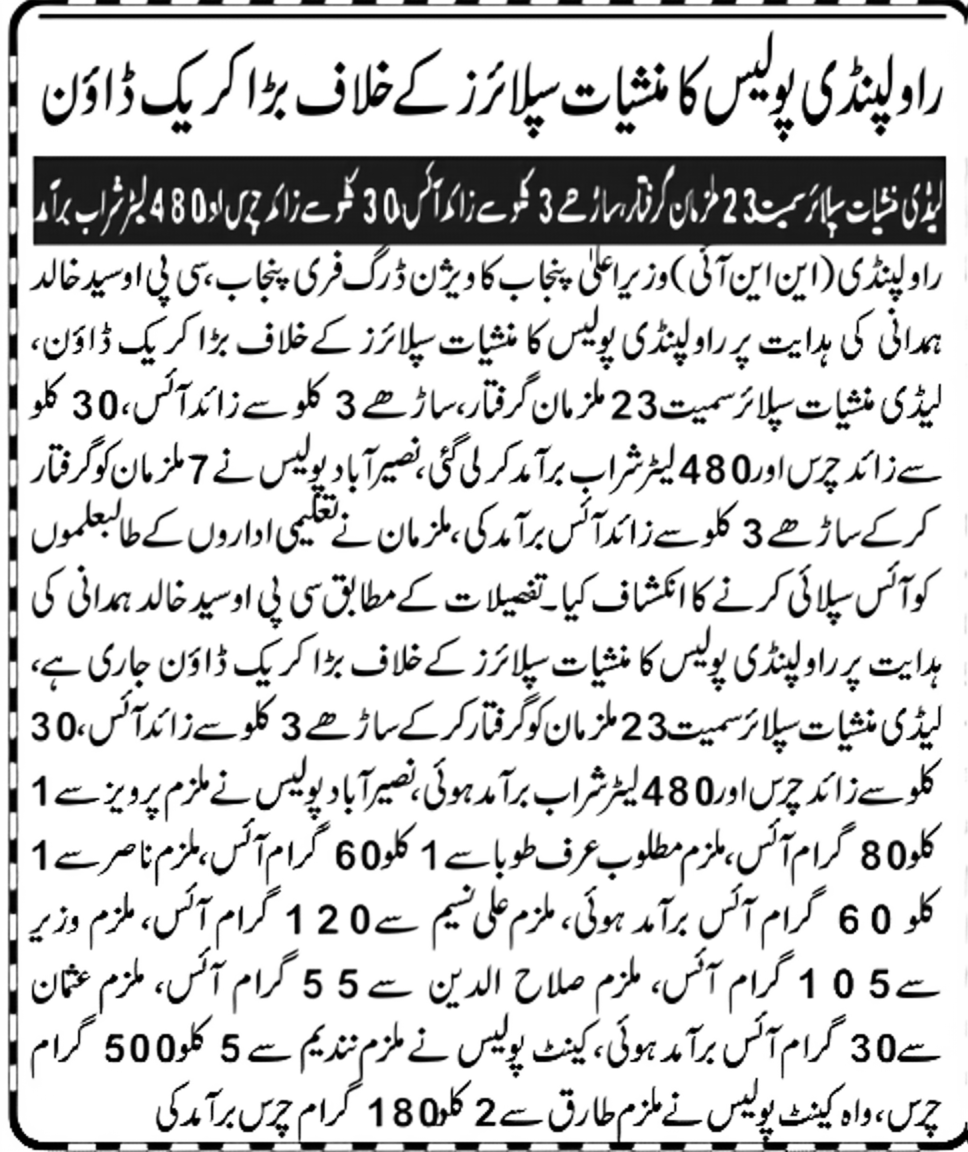 راولپنڈی پولیس کا منشیات سپلائرز کے خلاف بڑا کریک ڈاؤن
لیڈی منشیات سپلائر سمیت 23 ملزمان گرفتار، ساڑھے 3 کلو سے زائد آئس، 30 کلو سے زائد چرس اور 480 لیٹر شراب برآمد
راولپنڈی (این این آئی) وزیر اعلیٰ پنجاب کا ویژن ڈرگ فری پنجاب، سی پی او سید خالد
ہمدانی کی ہدایت پر راولپنڈی پولیس کا منشیات سپلائرز کے خلاف بڑا کریک ڈاؤن،
لیڈی منشیات سپلائر سمیت 23 ملزمان گرفتار، ساڑھے 3 کلو سے زائد آئس، 30 کلو
سے زائد چرس اور 480 لیٹر شراب برآمد کر لی گئی، نصیر آباد پولیس نے 7 ملزمان کو گرفتار
کر کے ساڑھے 3 کلو سے زائد آئس برآمد کی، ملزمان نے تعلیمی اداروں کے طالبعلموں
کو آئس سپلائی کرنے کا انکشاف کیا۔ تفصیلات کے مطابق سی پی او سید خالد ہمدانی کی
ہدایت پر راولپنڈی پولیس کا منشیات سپلائرز کے خلاف بڑا کریک ڈاؤن جاری ہے،
لیڈی منشیات سپلائر سمیت 23 ملزمان کو گرفتار کر کے ساڑھے 3 کلو سے زائد آئس، 30
کلو سے زائد چرس اور 480 لیٹر شراب برآمد ہوئی، نصیر آباد پولیس نے ملزم پرویز سے 1
کلو 80 گرام آئس، ملزم مطلوب عرف طوبا سے 1 کلو 60 گرام آئس، ملزم ناصر سے 1
کلو 60 گرام آئس برآمد ہوئی، ملزم علی نسیم سے 120 گرام آئس، ملزم وزیر
سے 105 گرام آئس، ملزم صلاح الدین سے 55 گرام آئس، ملزم عثمان
سے 30 گرام آئس برآمد ہوئی، کینٹ پولیس نے ملزم ندیم سے 5 کلو 500 گرام
چرس، واہ کینٹ پولیس نے ملزم طارق سے 2 کلو 180 گرام چرس برآمد کی